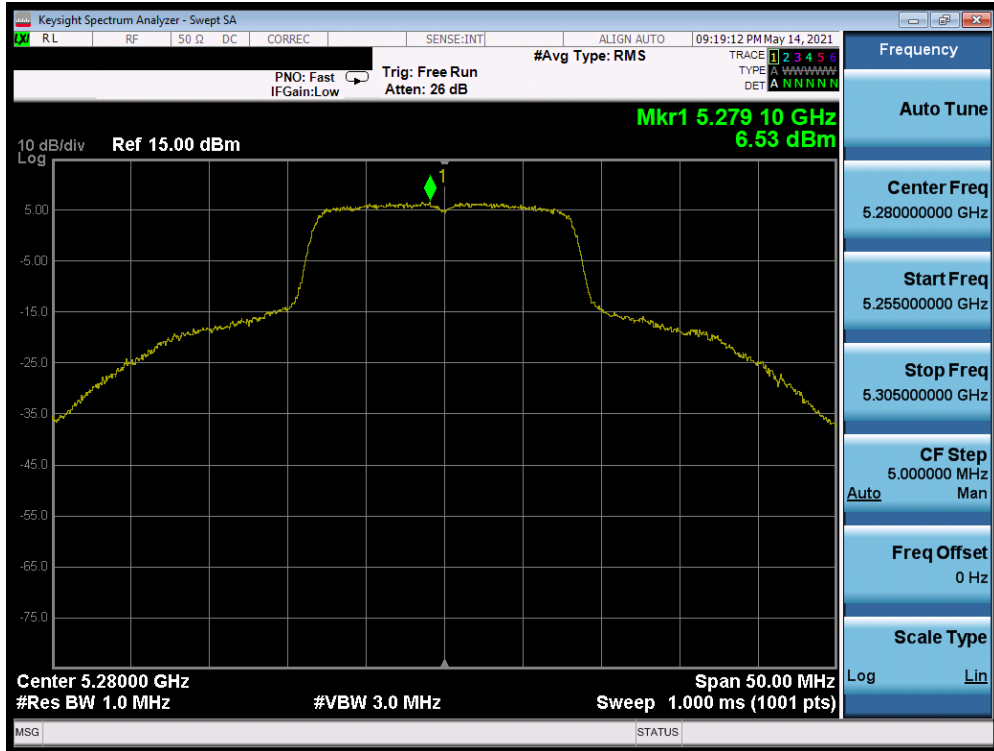 Keysight Spectrum Analyzer - Swept SA
LXI RL RF 50 Ω DC CORREC SENSE:INT ALIGN AUTO 09:19:12 PM May 14, 2021
#Avg Type: RMS
TRACE 1 2 3 4 5 6
PNO: Fast Trig: Free Run TYPE A WWWWW
IFGain:Low Atten: 26 dB DET A N N N N N
Mkr1 5.279 10 GHz
6.53 dBm
10 dB/div Ref 15.00 dBm
Log
1
5.00
-5.00
-15.0
-25.0
-35.0
-45.0
-55.0
-65.0
-75.0
Center 5.28000 GHz Span 50.00 MHz
#Res BW 1.0 MHz #VBW 3.0 MHz Sweep 1.000 ms (1001 pts)
MSG STATUS
Frequency
Auto Tune
Center Freq
5.280000000 GHz
Start Freq
5.255000000 GHz
Stop Freq
5.305000000 GHz
CF Step
5.000000 MHz
Auto Man
Freq Offset
0 Hz
Scale Type
Log Lin